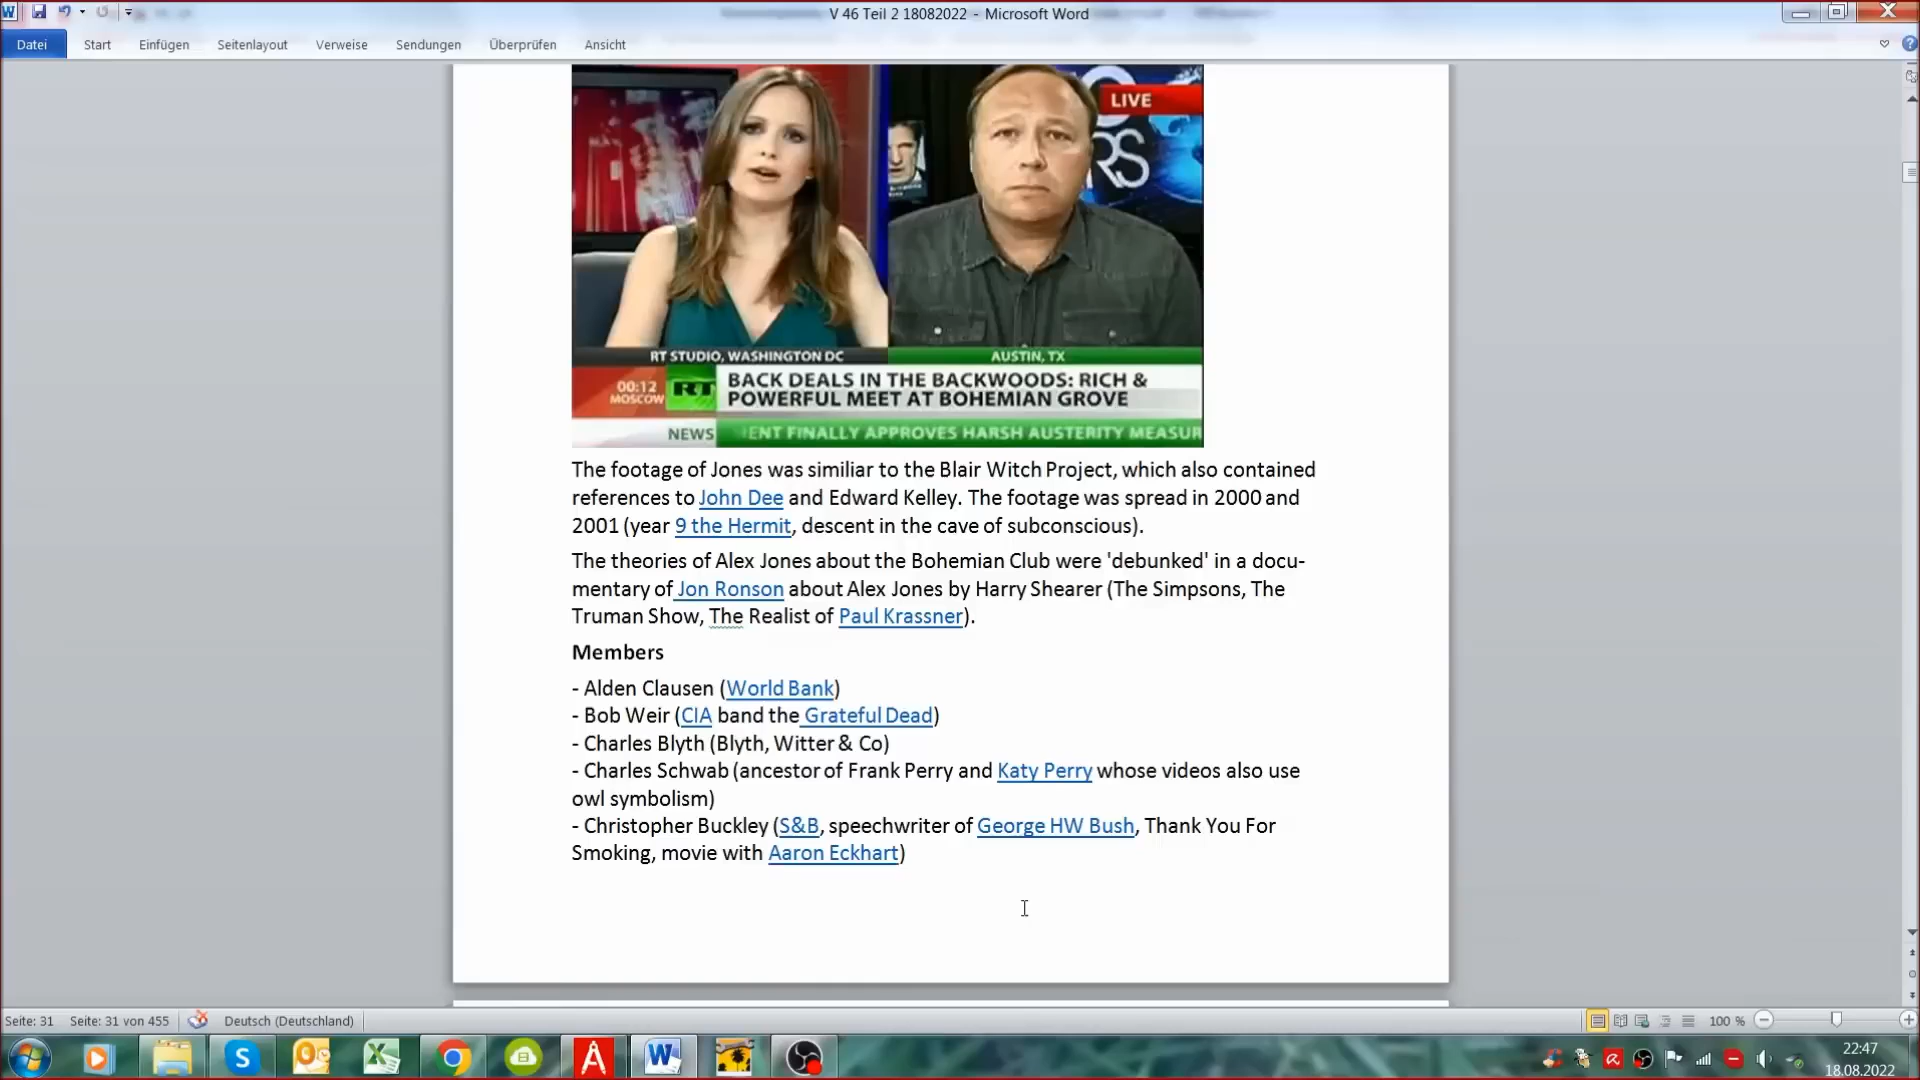 V 46 Teil 2 18082022 - Microsoft Word
Datei Start Einfügen Seitenlayout Verweise Sendungen Überprüfen Ansicht
LIVE
RS
RT STUDIO, WASHINGTON DC AUSTIN, TX
00:12 MOSCOW RT BACK DEALS IN THE BACKWOODS: RICH &
POWERFUL MEET AT BOHEMIAN GROVE
NEWS ENT FINALLY APPROVES HARSH AUSTERITY MEASUR
The footage of Jones was similiar to the Blair Witch Project, which also contained
references to John Dee and Edward Kelley. The footage was spread in 2000 and
2001 (year 9 the Hermit, descent in the cave of subconscious).
The theories of Alex Jones about the Bohemian Club were 'debunked' in a docu-
mentary of Jon Ronson about Alex Jones by Harry Shearer (The Simpsons, The
Truman Show, The Realist of Paul Krassner).
Members
- Alden Clausen (World Bank)
- Bob Weir (CIA band the Grateful Dead)
- Charles Blyth (Blyth, Witter & Co)
- Charles Schwab (ancestor of Frank Perry and Katy Perry whose videos also use
owl symbolism)
- Christopher Buckley (S&B, speechwriter of George HW Bush, Thank You For
Smoking, movie with Aaron Eckhart)
Seite: 31 Seite: 31 von 455 Deutsch (Deutschland) 100 %
22:47
18.08.2022